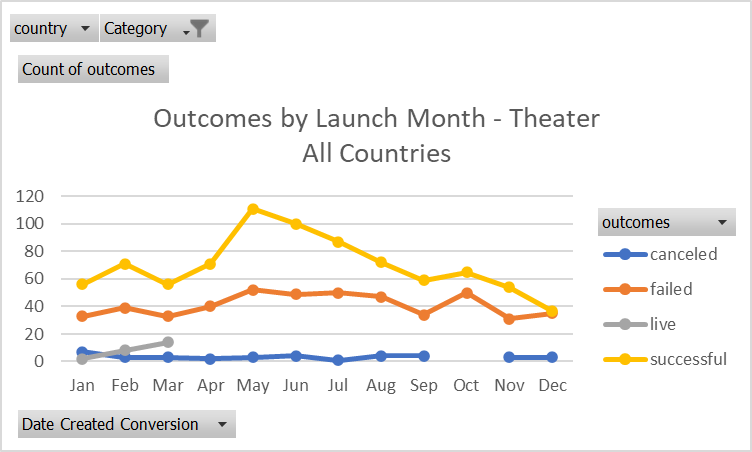 country Category
Count of outcomes
Outcomes by Launch Month - Theater
All Countries
120
100
80
60
40
20
0
Jan Feb Mar Apr May Jun Jul Aug Sep Oct Nov Dec
outcomes
canceled
failed
live
successful
Date Created Conversion